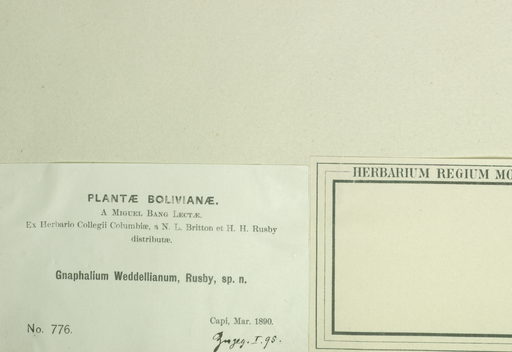 PLANTÆ BOLIVIANÆ.
A Miguel Bang Lectæ.
Ex Herbario Collegii Columbiæ, a N. L. Britton et H. H. Rusby
distributæ.
Gnaphalium Weddellianum, Rusby, sp. n.
Capi, Mar. 1890.
No. 776.
I. 95.
HERBARIUM REGIUM MO